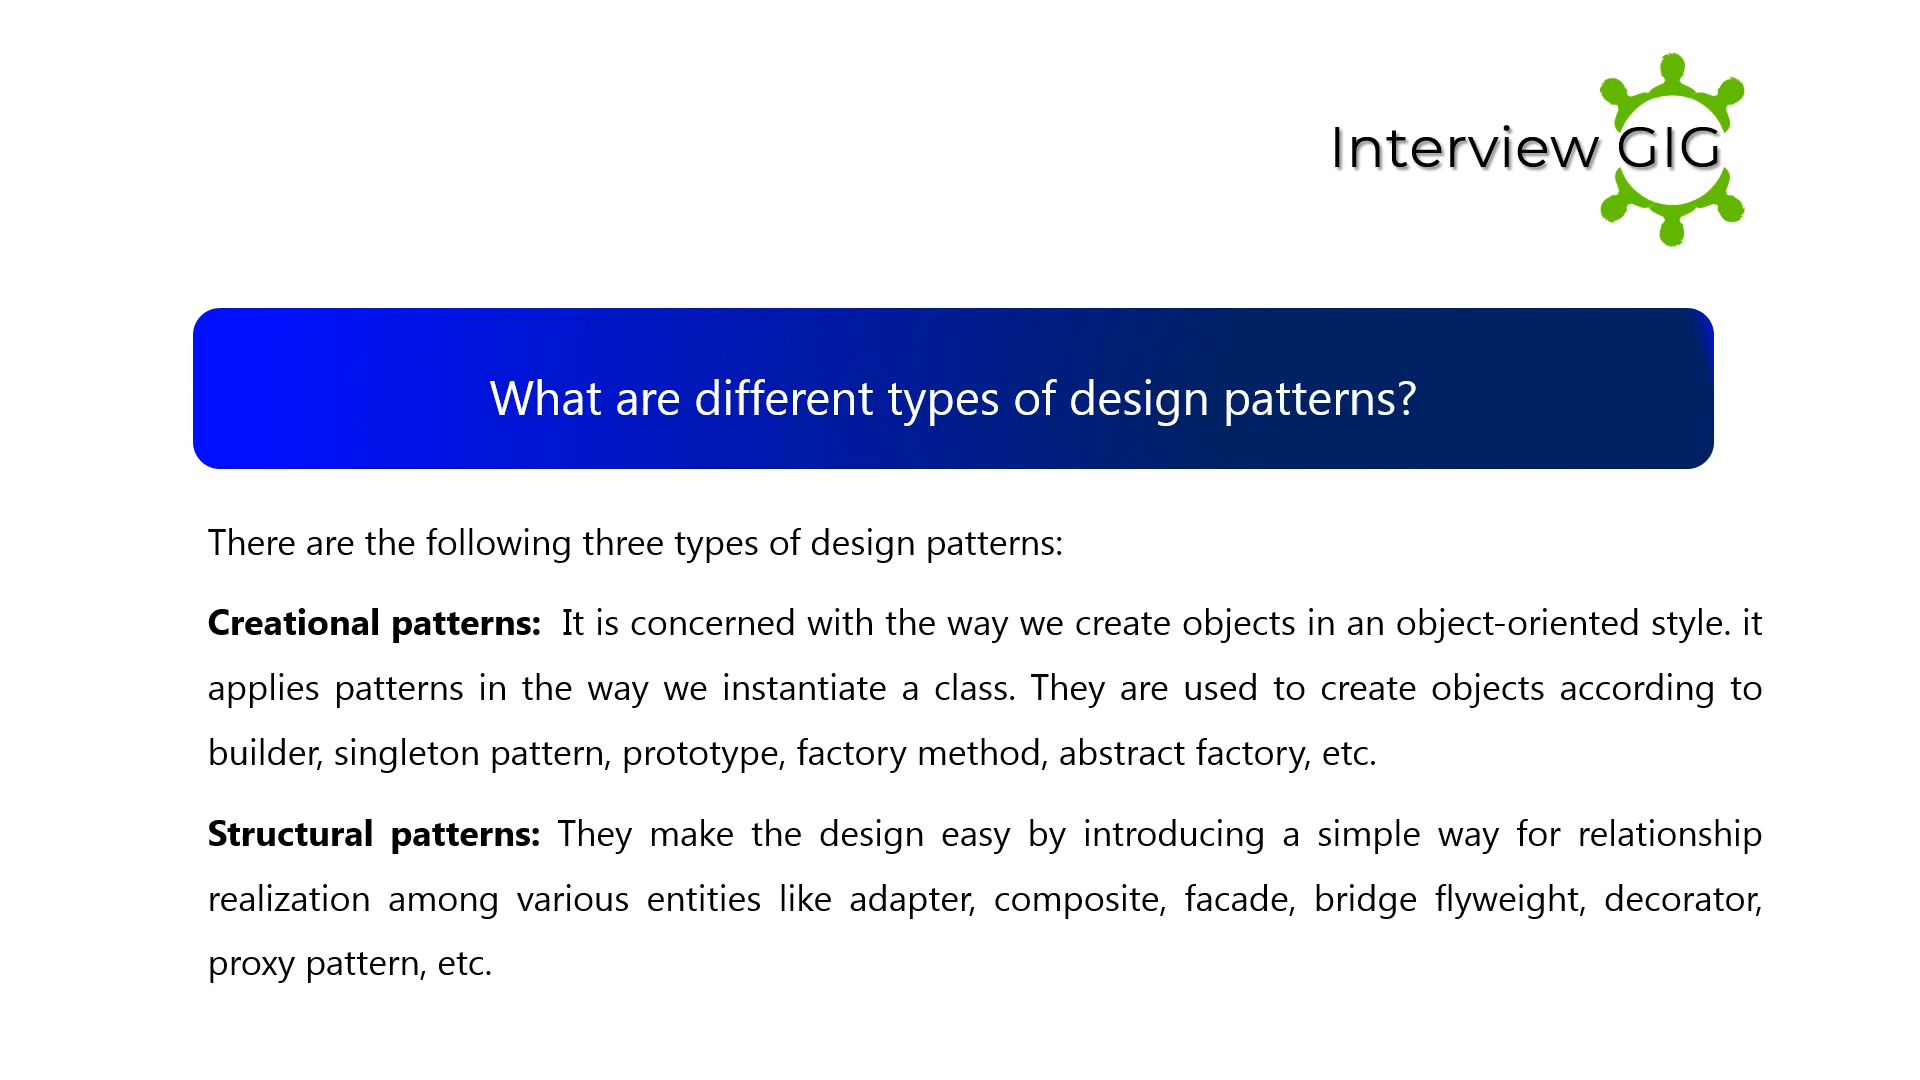 Interview GIG
What are different types of design patterns?
There are the following three types of design patterns:
Creational patterns: It is concerned with the way we create objects in an object-oriented style. it
applies patterns in the way we instantiate a class. They are used to create objects according to
builder, singleton pattern, prototype, factory method, abstract factory, etc.
Structural patterns: They make the design easy by introducing a simple way for relationship
realization among various entities like adapter, composite, facade, bridge flyweight, decorator,
proxy pattern, etc.